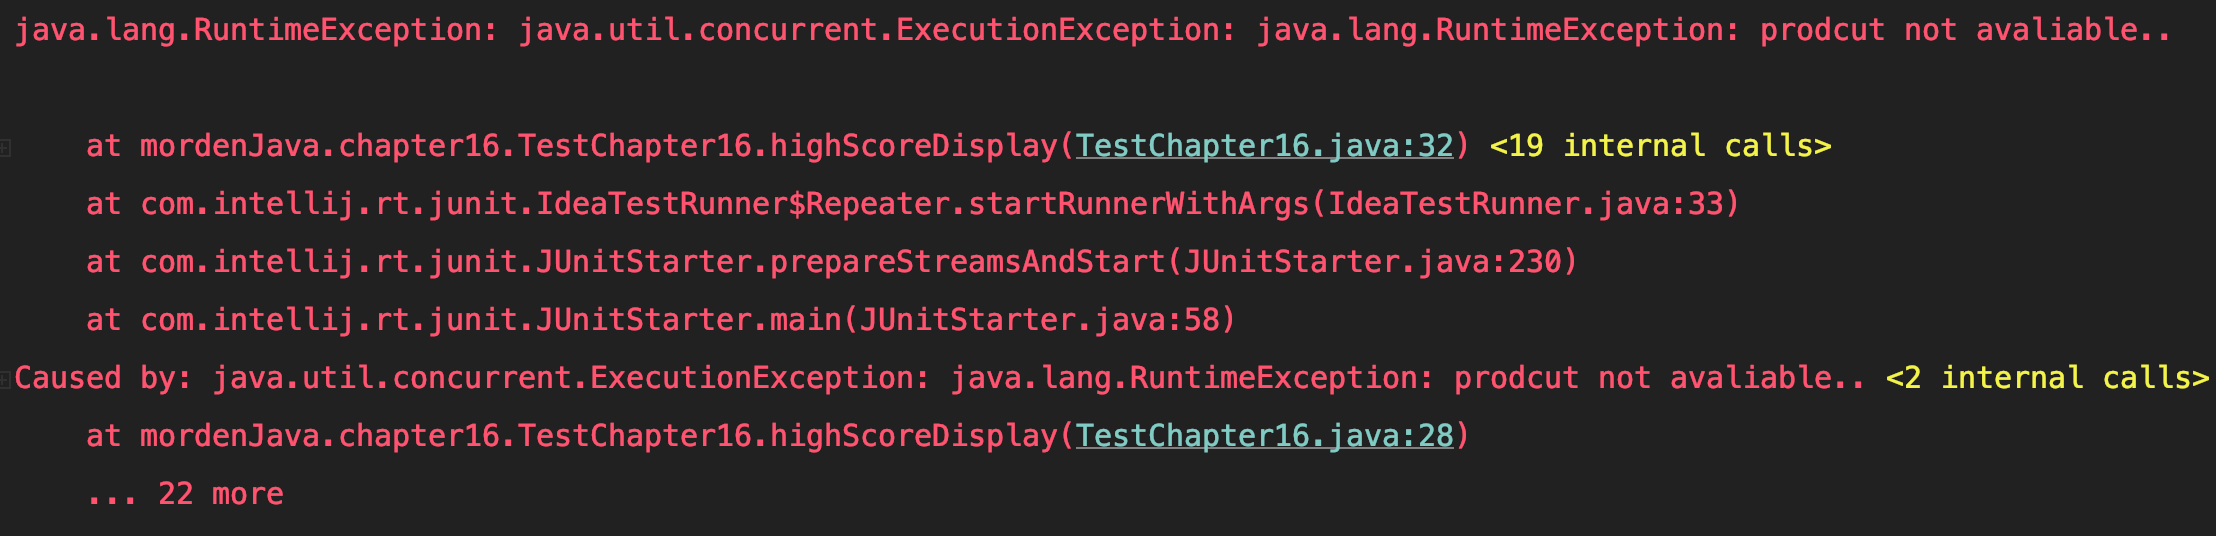 java.lang.RuntimeException: java.util.concurrent.ExecutionException: java.lang.RuntimeException: prodcut not avaliable..
at mordenJava.chapter16.TestChapter16.highScoreDisplay(TestChapter16.java:32) <19 internal calls>
at com.intellij.rt.junit.IdeaTestRunner$Repeater.startRunnerWithArgs(IdeaTestRunner.java:33)
at com.intellij.rt.junit.JUnitStarter.prepareStreamsAndStart(JUnitStarter.java:230)
at com.intellij.rt.junit.JUnitStarter.main(JUnitStarter.java:58)
Caused by: java.util.concurrent.ExecutionException: java.lang.RuntimeException: prodcut not avaliable.. <2 internal calls>
at mordenJava.chapter16.TestChapter16.highScoreDisplay(TestChapter16.java:28)
... 22 more